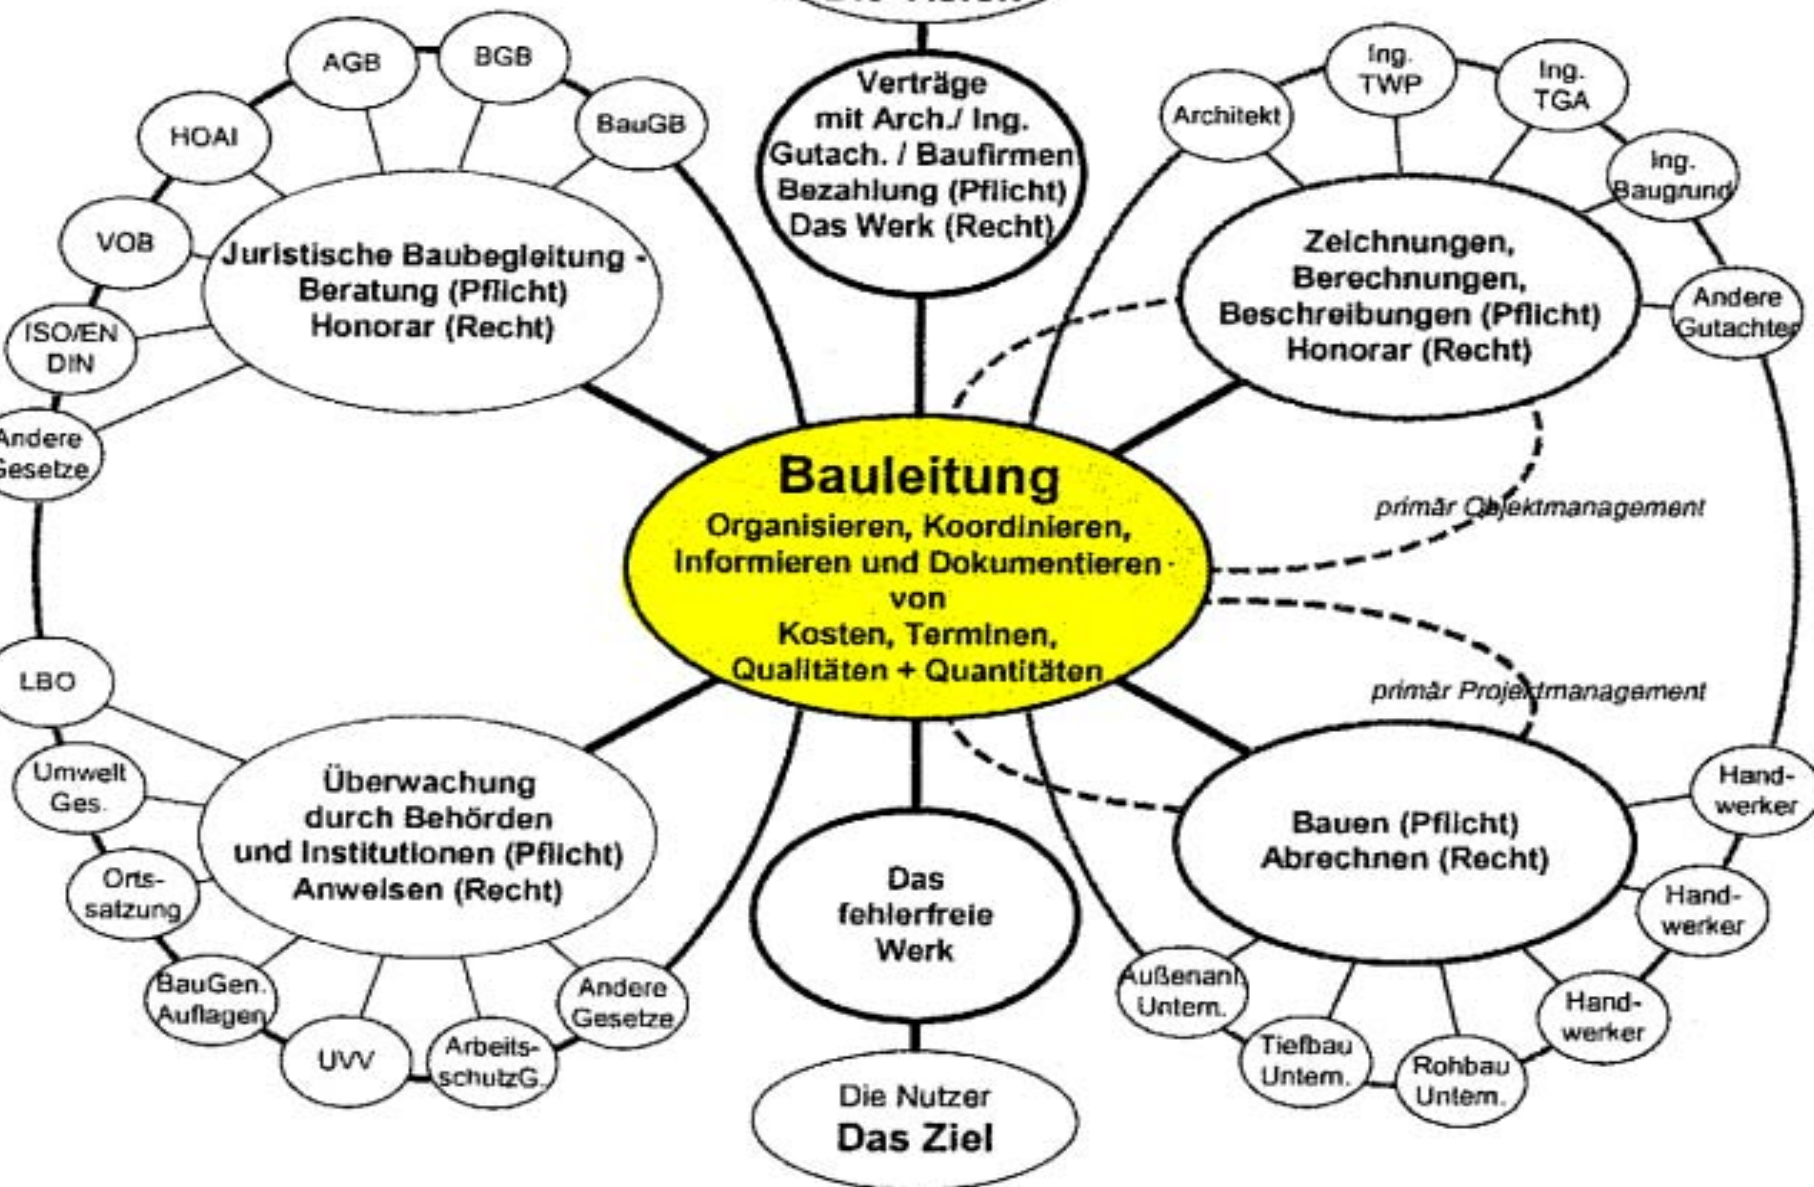 AGB
BGB
HOAI
BauGB
VOB
ISO/EN
DIN
Andere
Gesetze
Juristische Baubegleitung -
Beratung (Pflicht)
Honorar (Recht)
Verträge
mit Arch./ Ing.
Gutach. / Baufirmen
Bezahlung (Pflicht)
Das Werk (Recht)
Architekt
Ing.
TWP
Ing.
TGA
Ing.
Baugrund
Andere
Gutachter
Zeichnungen,
Berechnungen,
Beschreibungen (Pflicht)
Honorar (Recht)
Bauleitung
Organisieren, Koordinieren,
Informieren und Dokumentieren
von
Kosten, Terminen,
Qualitäten + Quantitäten
primär Objektmanagement
primär Projektmanagement
LBO
Umwelt
Ges.
Orts-
satzung
BauGen.
Auflagen
UVV
Arbeits-
schutzG.
Andere
Gesetze
Überwachung
durch Behörden
und Institutionen (Pflicht)
Anweisen (Recht)
Das
fehlerfreie
Werk
Die Nutzer
Das Ziel
Bauen (Pflicht)
Abrechnen (Recht)
Hand-
werker
Hand-
werker
Hand-
werker
Außenanl.
Untern.
Tiefbau
Untern.
Rohbau
Untern.